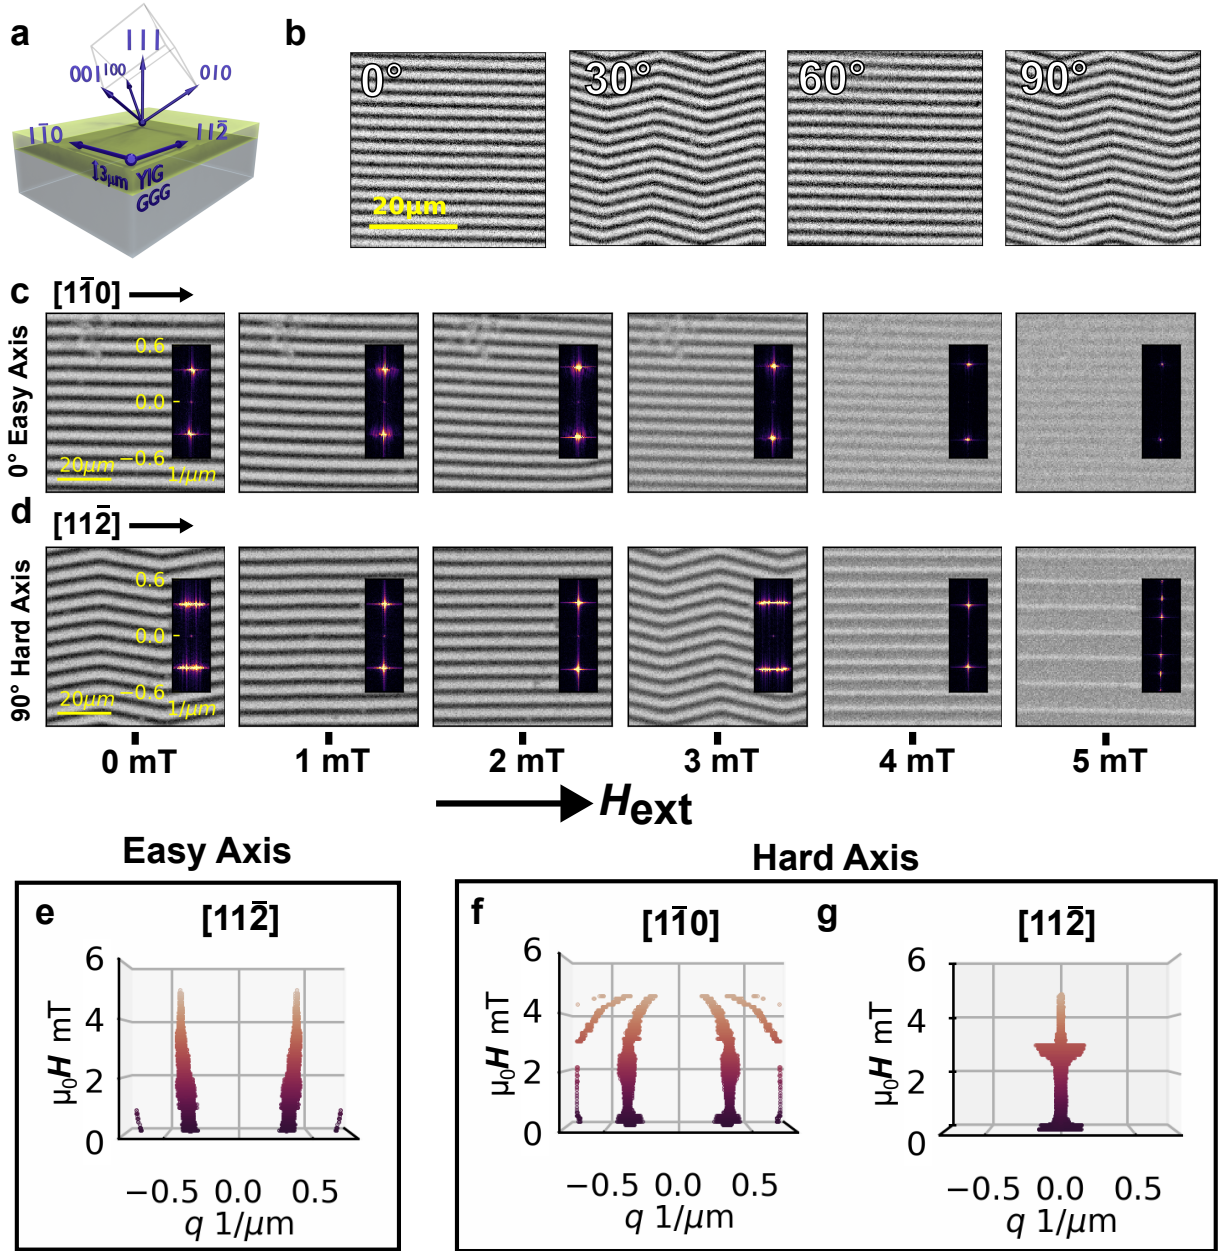 a
111
001
100
010
11̅0
112̅
13μm
YIG
GGG
b
0°
30°
60°
90°
20μm
c
[11̅0]
0° Easy Axis
0.6
0.0
−0.6
20μm
1/μm
d
[112̅]
90° Hard Axis
0.6
0.0
−0.6
20μm
1/μm
0 mT
1 mT
2 mT
3 mT
4 mT
5 mT
Hext
Easy Axis
Hard Axis
e
[112̅]
6
4
2
0
μ₀H mT
−0.5 0.0 0.5
q 1/μm
f
[11̅0]
6
4
2
0
μ₀H mT
−0.5 0.0 0.5
q 1/μm
g
[112̅]
6
4
2
0
μ₀H mT
−0.5 0.0 0.5
q 1/μm